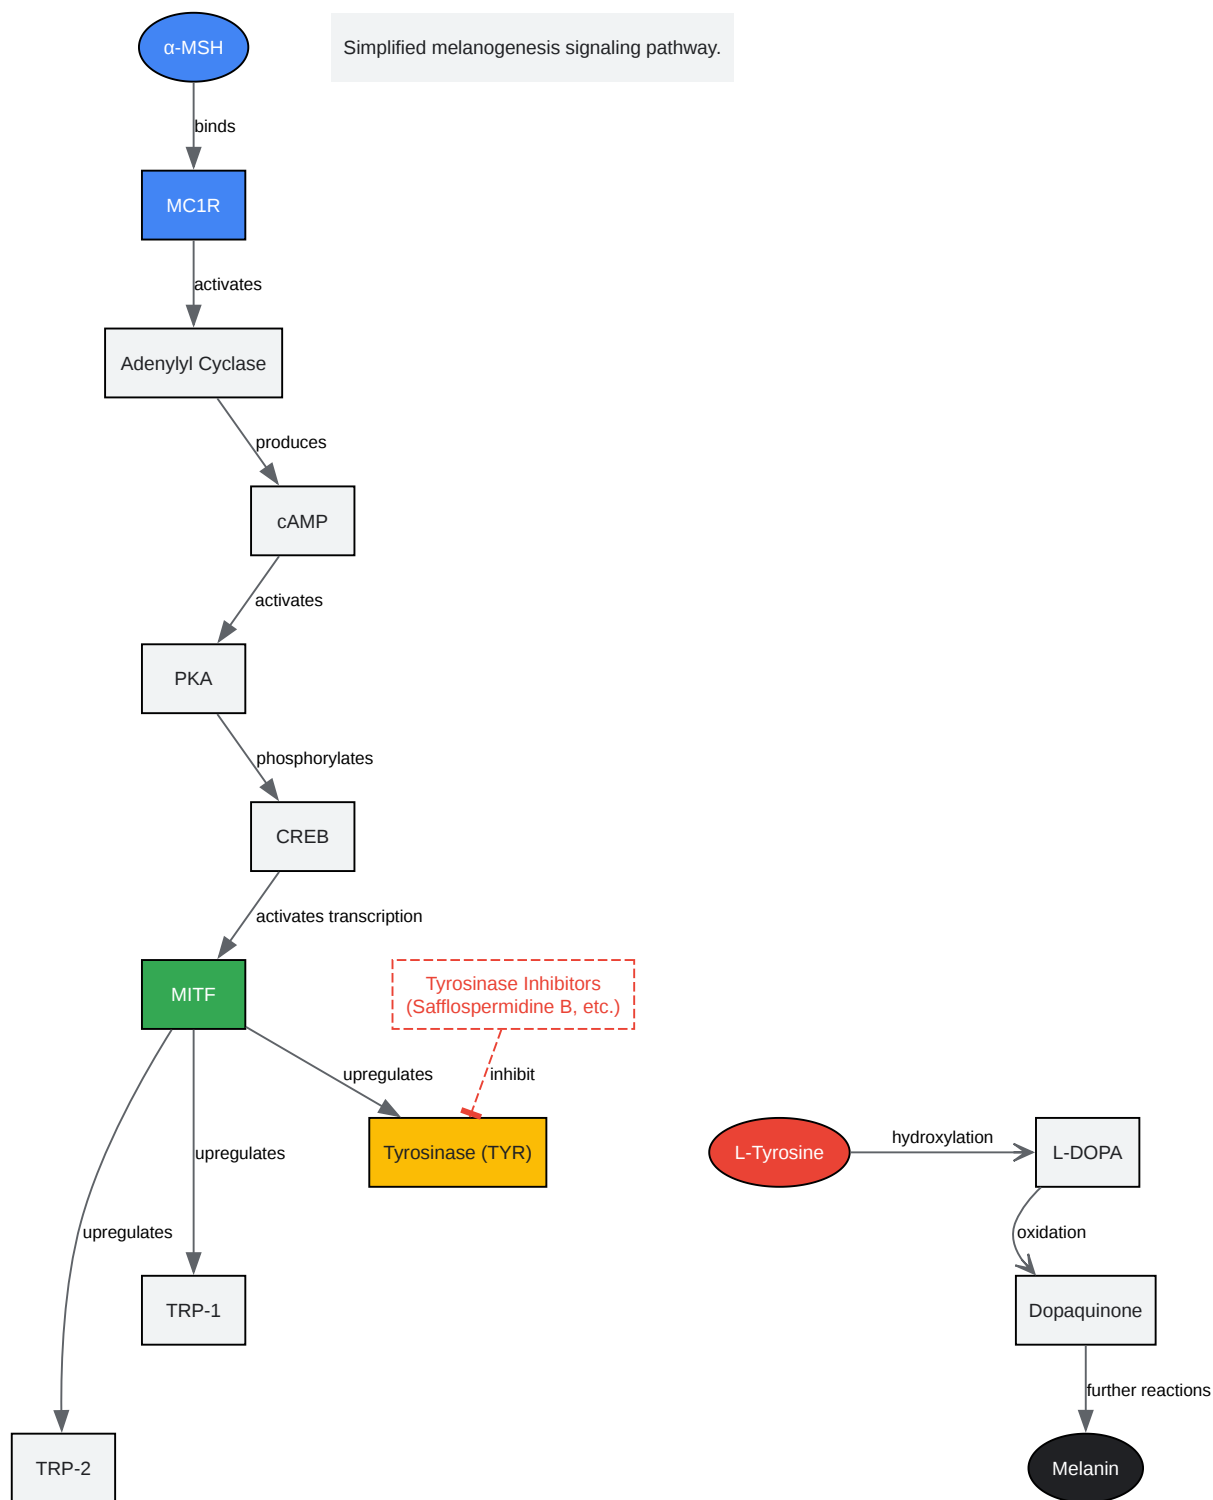 α-MSH
Simplified melanogenesis signaling pathway.
binds
MC1R
activates
Adenylyl Cyclase
produces
cAMP
activates
PKA
phosphorylates
CREB
activates transcription
MITF
Tyrosinase Inhibitors
(Safflospermidine B, etc.)
upregulates
inhibit
Tyrosinase (TYR)
L-Tyrosine
hydroxylation
L-DOPA
upregulates
upregulates
oxidation
TRP-1
Dopaquinone
further reactions
TRP-2
Melanin